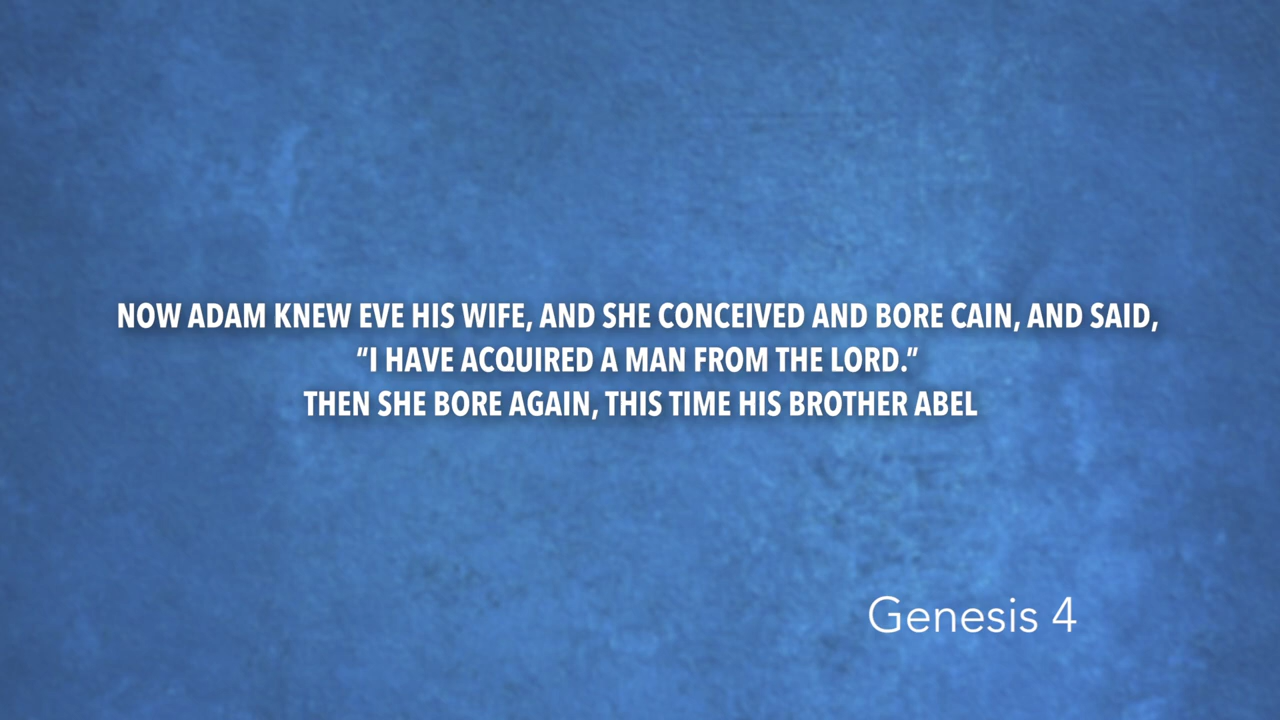 NOW ADAM KNEW EVE HIS WIFE, AND SHE CONCEIVED AND BORE CAIN, AND SAID,
"I HAVE ACQUIRED A MAN FROM THE LORD."
THEN SHE BORE AGAIN, THIS TIME HIS BROTHER ABEL
Genesis 4